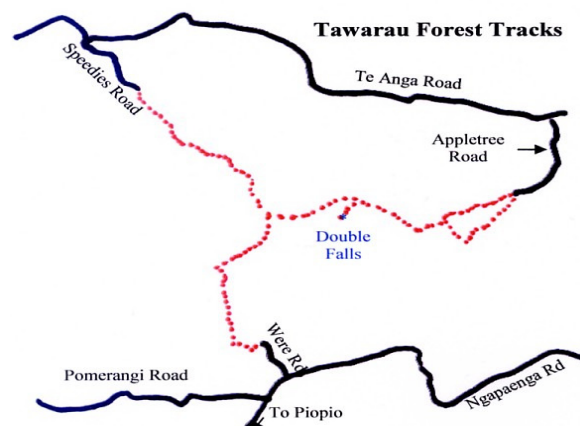 Tawarau Forest Tracks
Speedies Road
Te Anga Road
Appletree
Road
Double
Falls
Were Rd
Pomerangi Road
Ngapaenga Rd
To Piopio